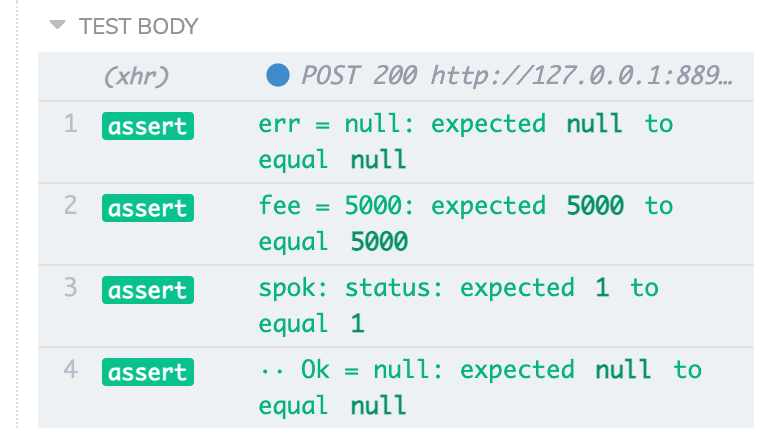 TEST BODY
(xhr) POST 200 http://127.0.0.1:889…
1 assert err = null: expected null to
equal null
2 assert fee = 5000: expected 5000 to
equal 5000
3 assert spok: status: expected 1 to
equal 1
4 assert ·· Ok = null: expected null to
equal null